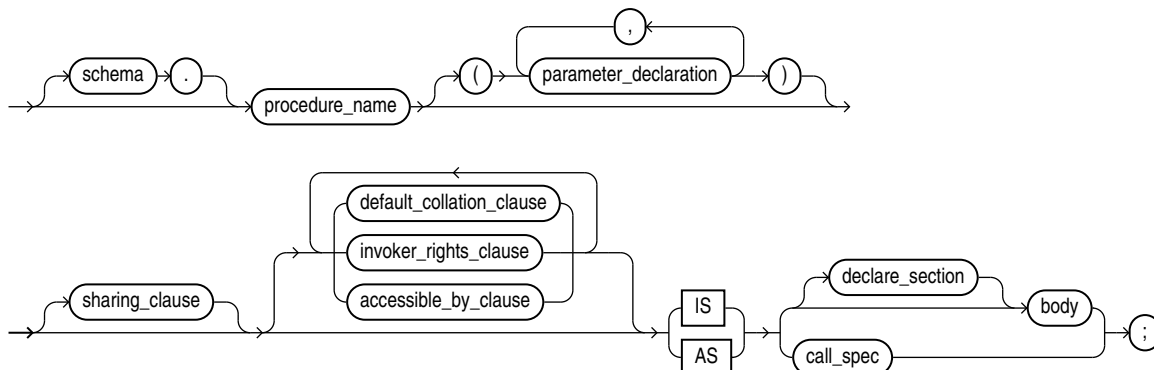 ,
schema . ( parameter_declaration )
procedure_name
default_collation_clause
invoker_rights_clause
declare_section
sharing_clause accessible_by_clause IS body
AS call_spec ;